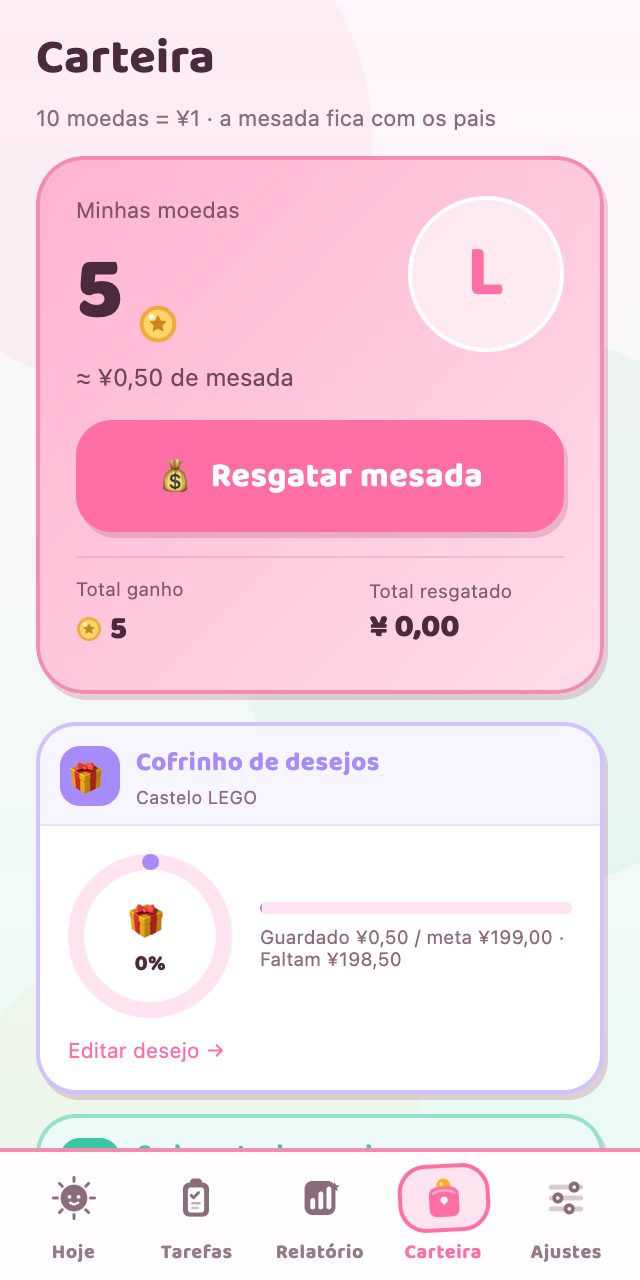 Carteira
10 moedas = ¥1 · a mesada fica com os pais
Minhas moedas
5
L
≈ ¥0,50 de mesada
💰 Resgatar mesada
Total ganho
5
Total resgatado
¥ 0,00
Cofrinho de desejos
Castelo LEGO
0%
Guardado ¥0,50 / meta ¥199,00 ·
Faltam ¥198,50
Editar desejo →
Hoje
Tarefas
Relatório
Carteira
Ajustes